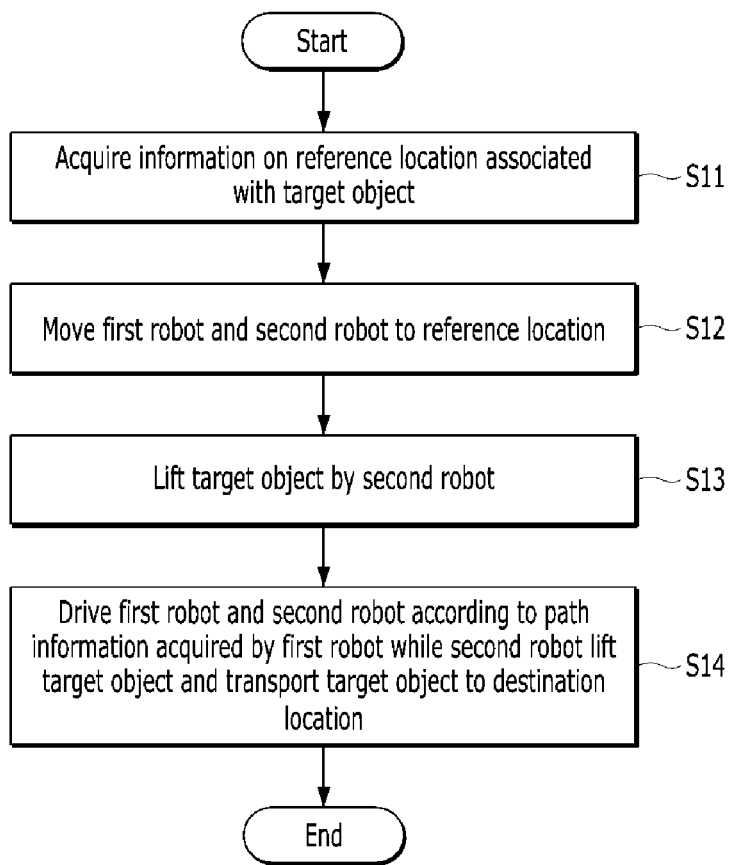 Start
Acquire information on reference location associated
with target object
S11
Move first robot and second robot to reference location
S12
Lift target object by second robot
S13
Drive first robot and second robot according to path
information acquired by first robot while second robot lift
target object and transport target object to destination
location
S14
End